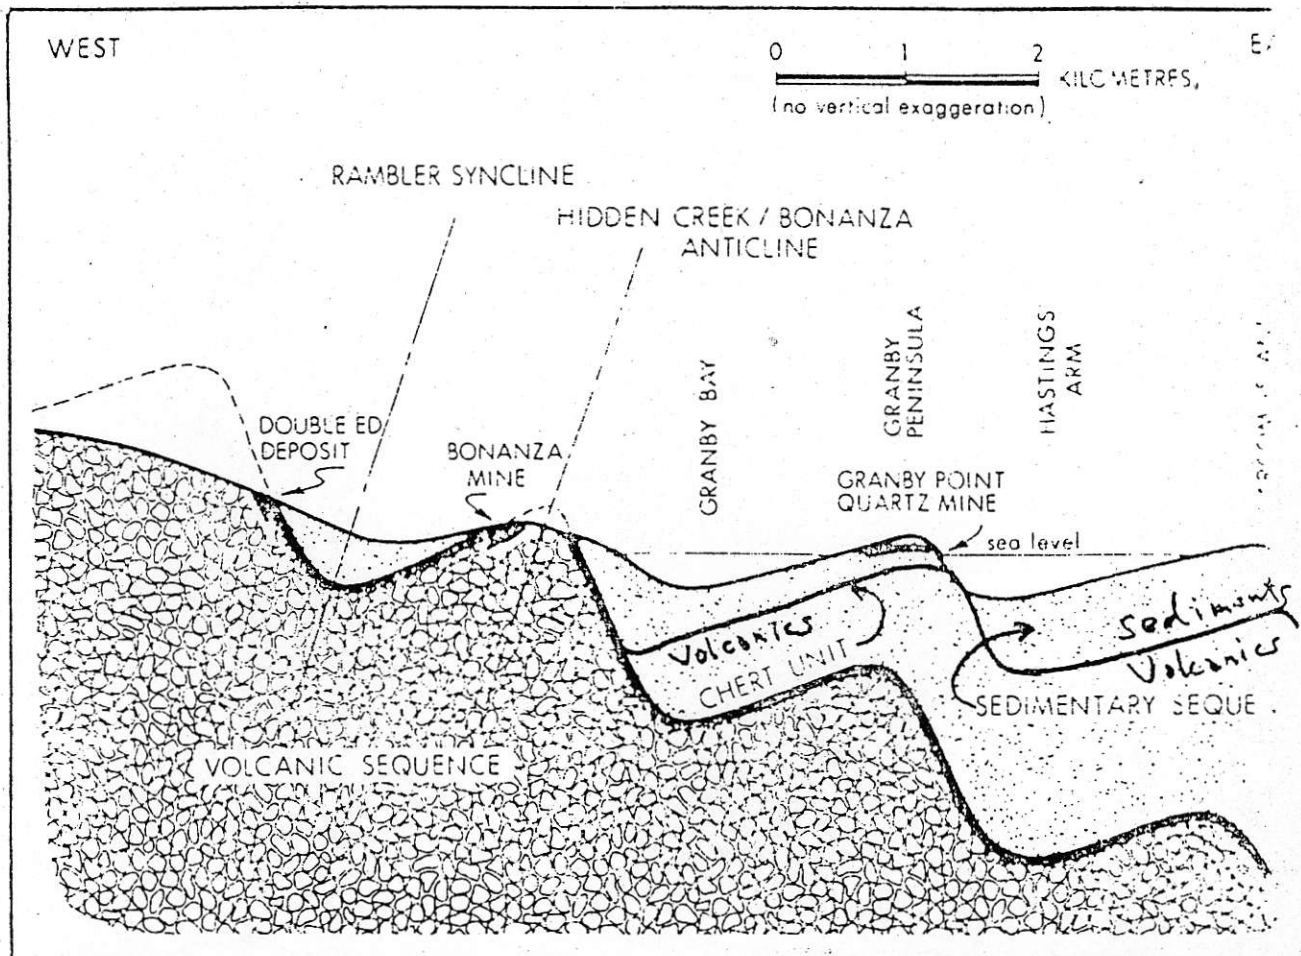 WEST
0 1 2
KILOMETRES,
(no vertical exaggeration)
RAMBLER SYNCLINE
HIDDEN CREEK / BONANZA
ANTICLINE
GRANBY BAY
GRANBY
PENINSULA
HASTINGS
ARM
DOUBLE ED
DEPOSIT
BONANZA
MINE
GRANBY POINT
QUARTZ MINE
sea level
Volcanics
CHERT UNIT
Sediments
Volcanics
SEDIMENTARY SEQUE
VOLCANIC SEQUENCE